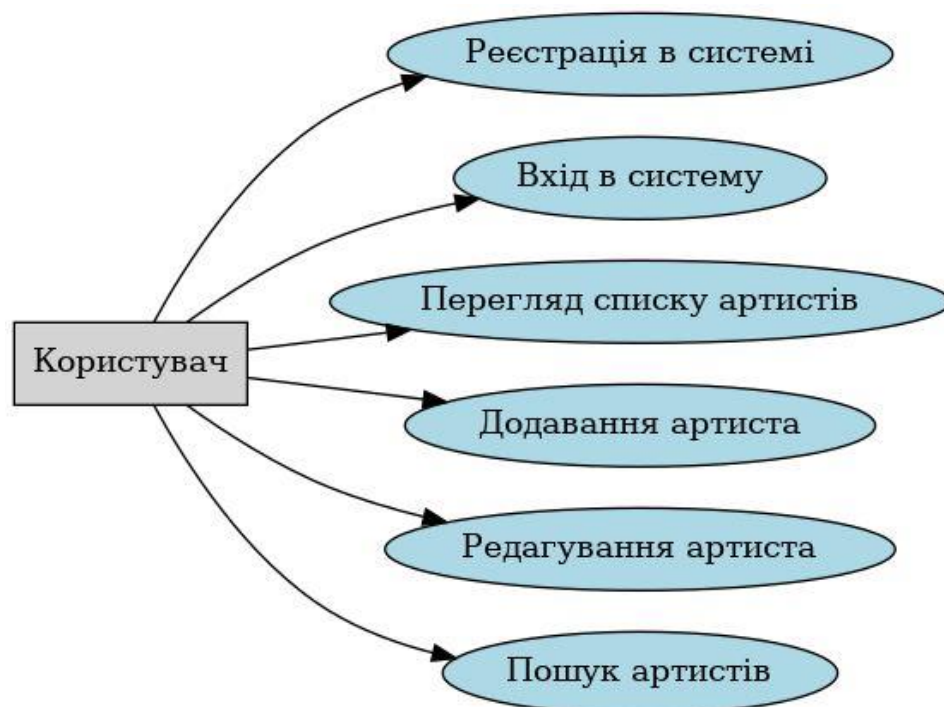 Реєстрація в системі
Вхід в систему
Перегляд списку артистів
Користувач
Додавання артиста
Редагування артиста
Пошук артистів